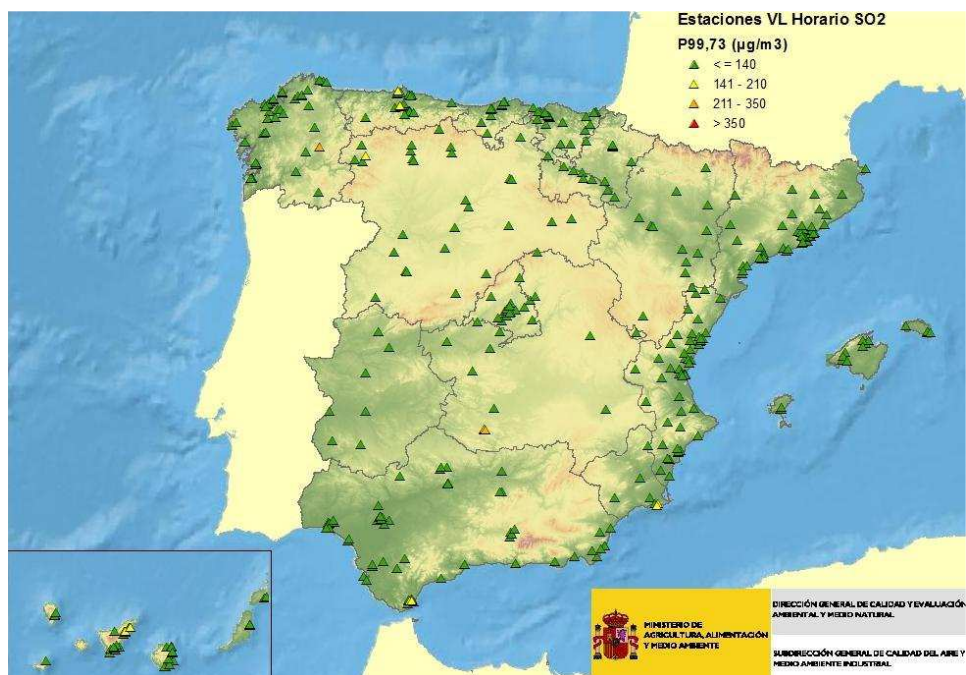 Estaciones VL Horario SO2
P99,73 (µg/m3)
< = 140
141 - 210
211 - 350
> 350
MINISTERIO DE
AGRICULTURA, ALIMENTACIÓN
Y MEDIO AMBIENTE
DIRECCIÓN GENERAL DE CALIDAD Y EVALUACIÓN
AMBIENTAL Y MEDIO NATURAL
SUBDIRECCIÓN GENERAL DE CALIDAD DEL AIRE Y
MEDIO AMBIENTE INDUSTRIAL